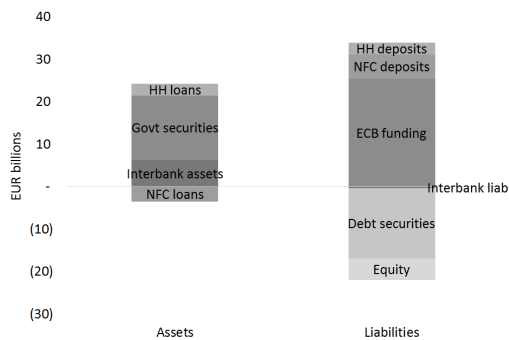 40
30
20
10
-
(10)
(20)
(30)
EUR billions
HH loans
Govt securities
Interbank assets
NFC loans
HH deposits
NFC deposits
ECB funding
Interbank liab
Debt securities
Equity
Assets
Liabilities